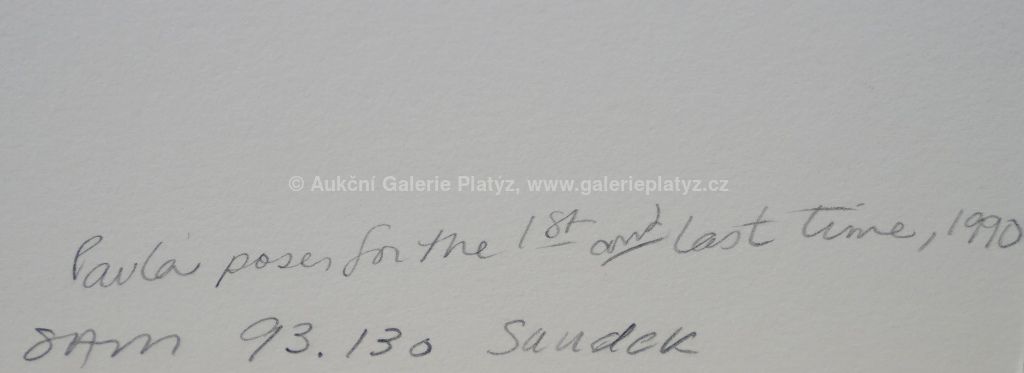 © Aukční Galerie Platýz, www.galerieplatyz.cz
Pavla poses for the 1st and last time, 1990
SAM 93.130 Saudek